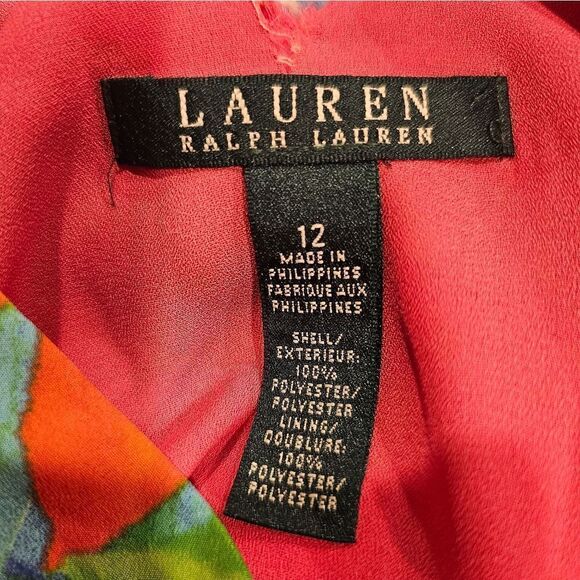 LAUREN
RALPH LAUREN
12
MADE IN
PHILIPPINES
FABRIQUE AUX
PHILIPPINES
SHELL/
EXTERIEUR:
100%
POLYESTER/
POLYESTER
LINING/
DOUBLURE:
100%
POLYESTER/
POLYESTER